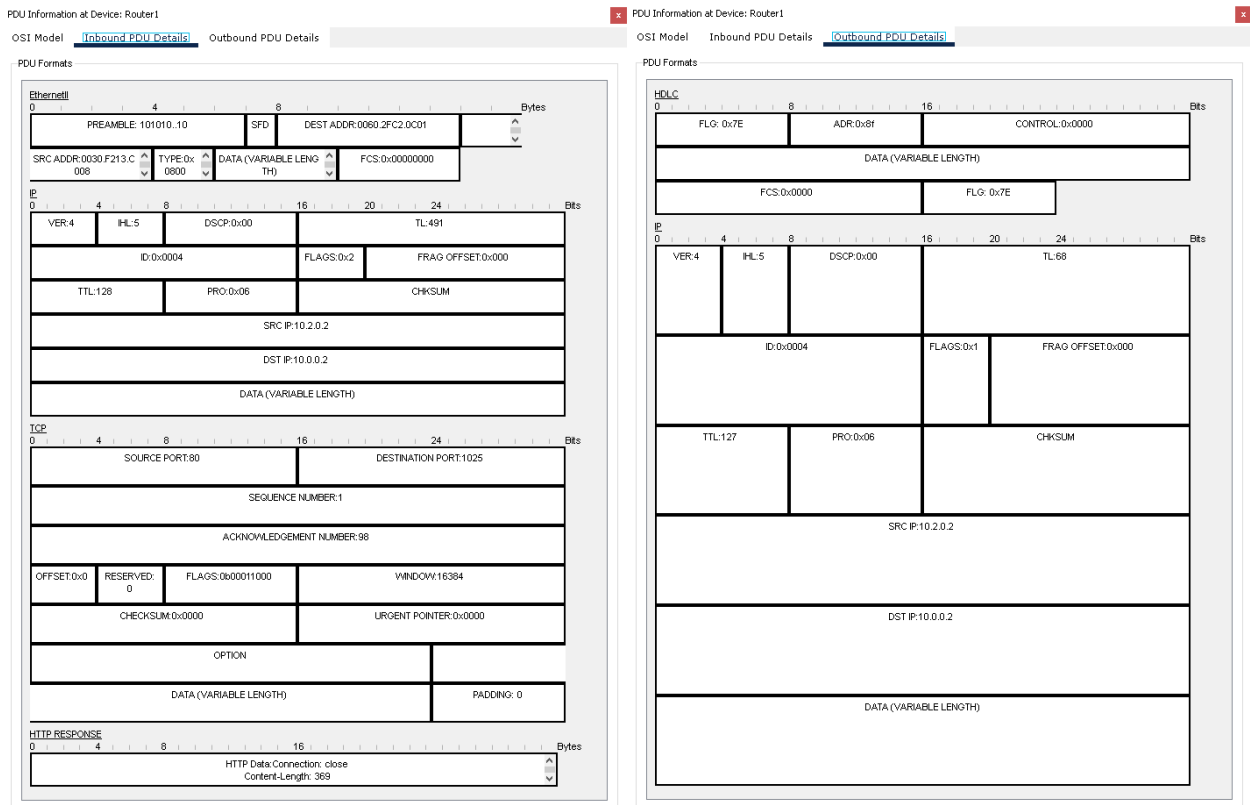 PDU Information at Device: Router1
x
OSI Model Inbound PDU Details Outbound PDU Details
PDU Formats
EthernetII
0 4 8 Bytes
PREAMBLE: 101010..10 SFD DEST ADDR:0060.2FC2.0C01
SRC ADDR:0030.F213.C
008
TYPE:0x
0800
DATA (VARIABLE LENG
TH)
FCS:0x00000000
IP
0 4 8 16 20 24 Bits
VER:4 IHL:5 DSCP:0x00 TL:491
ID:0x0004 FLAGS:0x2 FRAG OFFSET:0x000
TTL:128 PRO:0x06 CHKSUM
SRC IP:10.2.0.2
DST IP:10.0.0.2
DATA (VARIABLE LENGTH)
TCP
0 4 8 16 24 Bits
SOURCE PORT:80 DESTINATION PORT:1025
SEQUENCE NUMBER:1
ACKNOWLEDGEMENT NUMBER:98
OFFSET:0x0 RESERVED:
0
FLAGS:0b00011000 WINDOW:16384
CHECKSUM:0x0000 URGENT POINTER:0x0000
OPTION
DATA (VARIABLE LENGTH) PADDING: 0
HTTP RESPONSE
0 4 8 16 Bytes
HTTP Data:Connection: close
Content-Length: 369
PDU Information at Device: Router1
x
OSI Model Inbound PDU Details Outbound PDU Details
PDU Formats
HDLC
0 8 16 Bits
FLG: 0x7E ADR:0x8f CONTROL:0x0000
DATA (VARIABLE LENGTH)
FCS:0x0000 FLG: 0x7E
IP
0 4 8 16 20 24 Bits
VER:4 IHL:5 DSCP:0x00 TL:68
ID:0x0004 FLAGS:0x1 FRAG OFFSET:0x000
TTL:127 PRO:0x06 CHKSUM
SRC IP:10.2.0.2
DST IP:10.0.0.2
DATA (VARIABLE LENGTH)